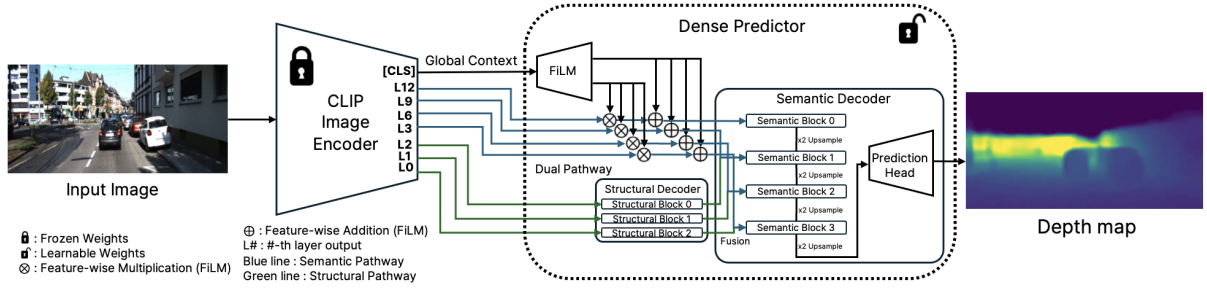 Dense Predictor
Global Context
[CLS]
L12
L9
L6
L3
L2
L1
L0
CLIP
Image
Encoder
FiLM
Semantic Decoder
Semantic Block 0
x2 Upsample
Semantic Block 1
x2 Upsample
Semantic Block 2
x2 Upsample
Semantic Block 3
x2 Upsample
Prediction
Head
Dual Pathway
Structural Decoder
Structural Block 0
Structural Block 1
Structural Block 2
Fusion
Input Image
Depth map
: Frozen Weights
: Learnable Weights
: Feature-wise Multiplication (FiLM)
: Feature-wise Addition (FiLM)
L# : #-th layer output
Blue line : Semantic Pathway
Green line : Structural Pathway